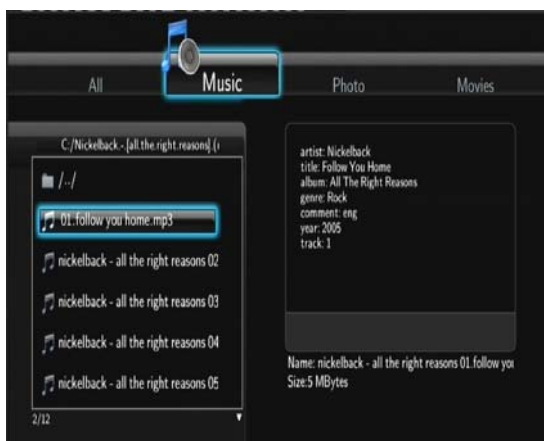 All
Music
Photo
Movies
C:/Nickelback.-.[all.the.right.reasons].(
/../
01.follow you home.mp3
nickelback - all the right reasons 02
nickelback - all the right reasons 03
nickelback - all the right reasons 04
nickelback - all the right reasons 05
2/12
artist: Nickelback
title: Follow You Home
album: All The Right Reasons
genre: Rock
comment: eng
year: 2005
track: 1
Name: nickelback - all the right reasons 01.follow you
Size:5 MBytes